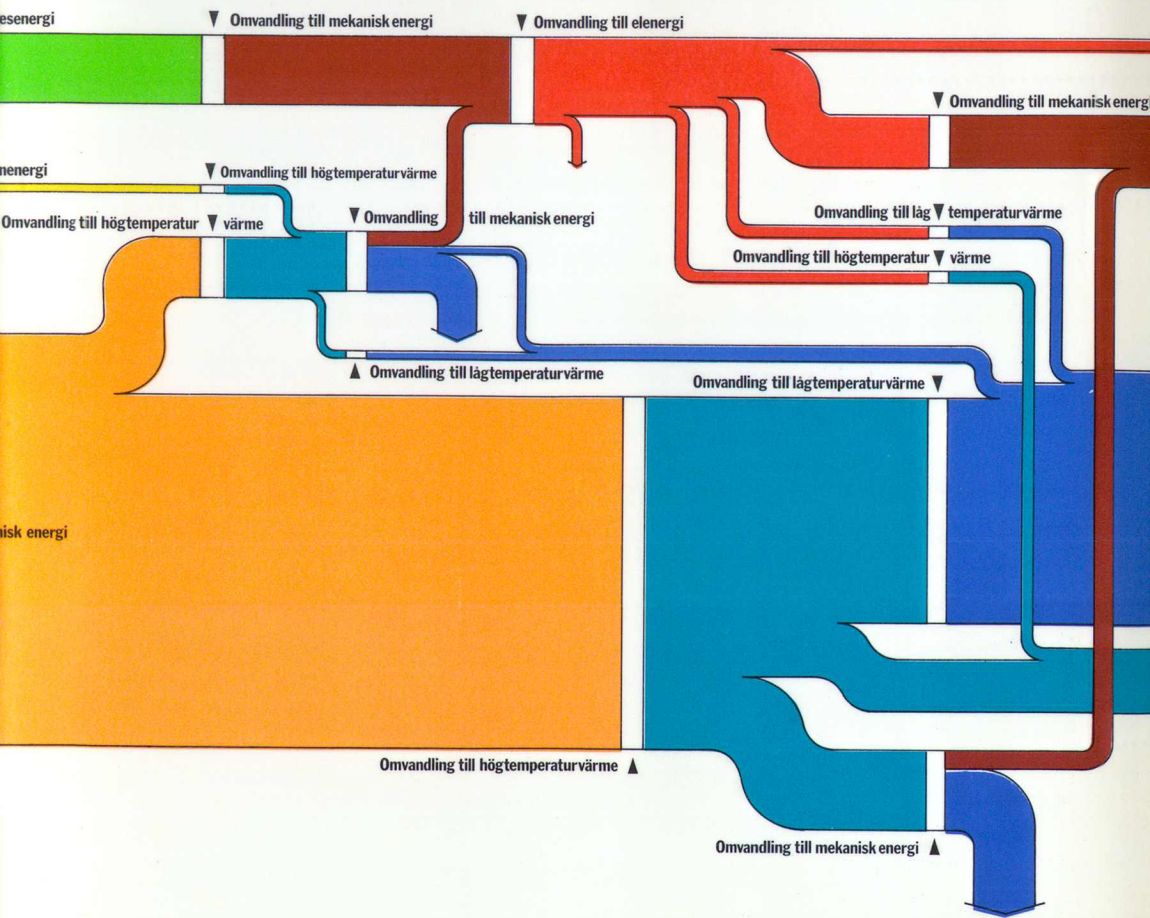 esenergi
Omvandling till mekanisk energi
Omvandling till elenergi
Omvandling till mekanisk energ
nenergi
Omvandling till högtemperaturvärme
Omvandling till högtemperatur värme
Omvandling till mekanisk energi
Omvandling till låg temperaturvärme
Omvandling till högtemperatur värme
Omvandling till lågtemperaturvärme
Omvandling till lågtemperaturvärme
isk energi
Omvandling till högtemperaturvärme
Omvandling till mekanisk energi